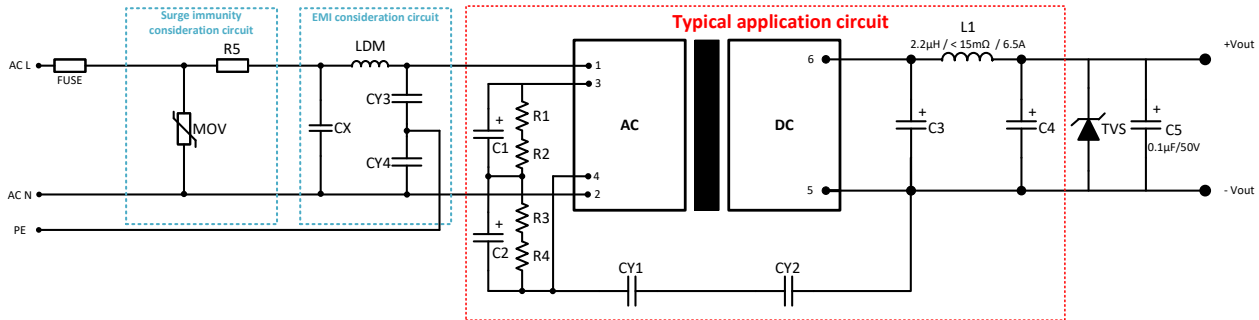 Surge immunity
consideration circuit
EMI consideration circuit
Typical application circuit
L1
2.2µH / < 15mΩ / 6.5A
R5
LDM
AC L
FUSE
1
3
6
+Vout
MOV
CX
CY3
CY4
C1
+
R1
R2
AC
DC
+
C3
+
C4
TVS
+
C5
0.1µF/50V
4
2
5
AC N
- Vout
PE
+
C2
R3
R4
CY1
CY2